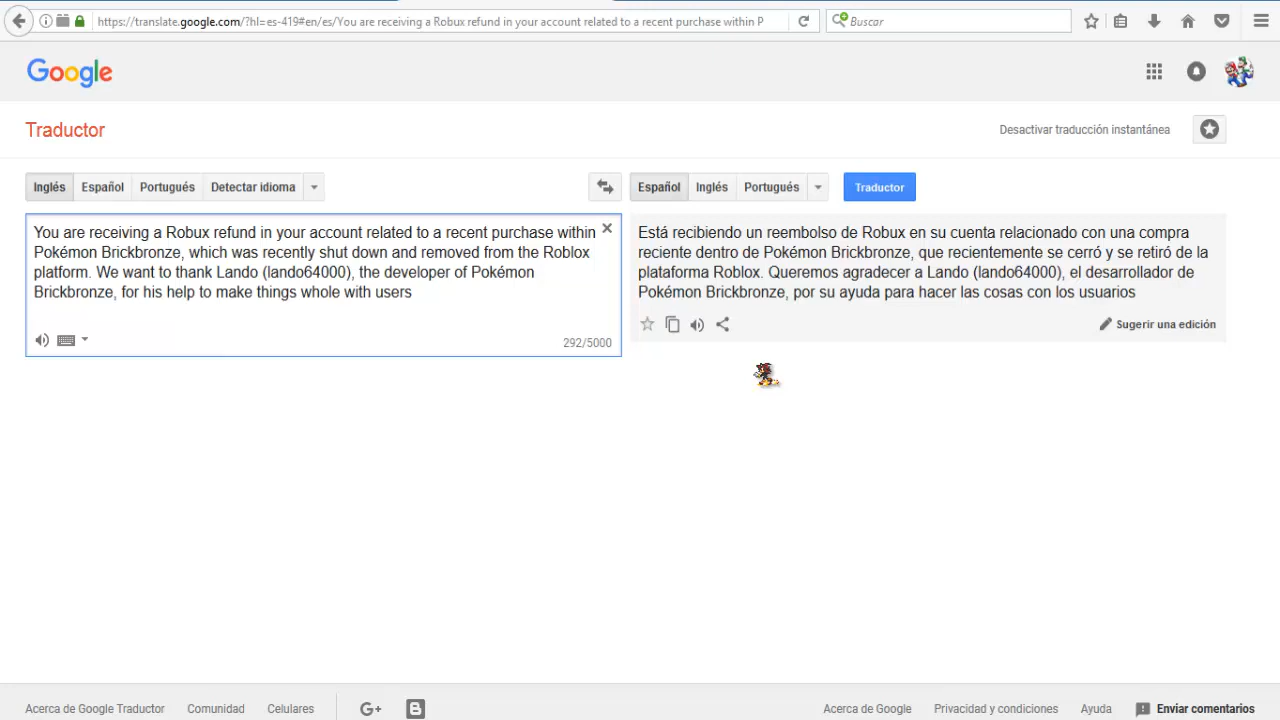 https://translate.google.com/?hl=es-419#en/es/You are receiving a Robux refund in your account related to a recent purchase within P
Buscar
Google
Traductor
Desactivar traducción instantánea
Inglés Español Portugués Detectar idioma
Español Inglés Portugués Traductor
You are receiving a Robux refund in your account related to a recent purchase within
Pokémon Brickbronze, which was recently shut down and removed from the Roblox
platform. We want to thank Lando (lando64000), the developer of Pokémon
Brickbronze, for his help to make things whole with users
292/5000
Está recibiendo un reembolso de Robux en su cuenta relacionado con una compra
reciente dentro de Pokémon Brickbronze, que recientemente se cerró y se retiró de la
plataforma Roblox. Queremos agradecer a Lando (lando64000), el desarrollador de
Pokémon Brickbronze, por su ayuda para hacer las cosas con los usuarios
Sugerir una edición
Acerca de Google Traductor Comunidad Celulares G+ Acerca de Google Privacidad y condiciones Ayuda Enviar comentarios